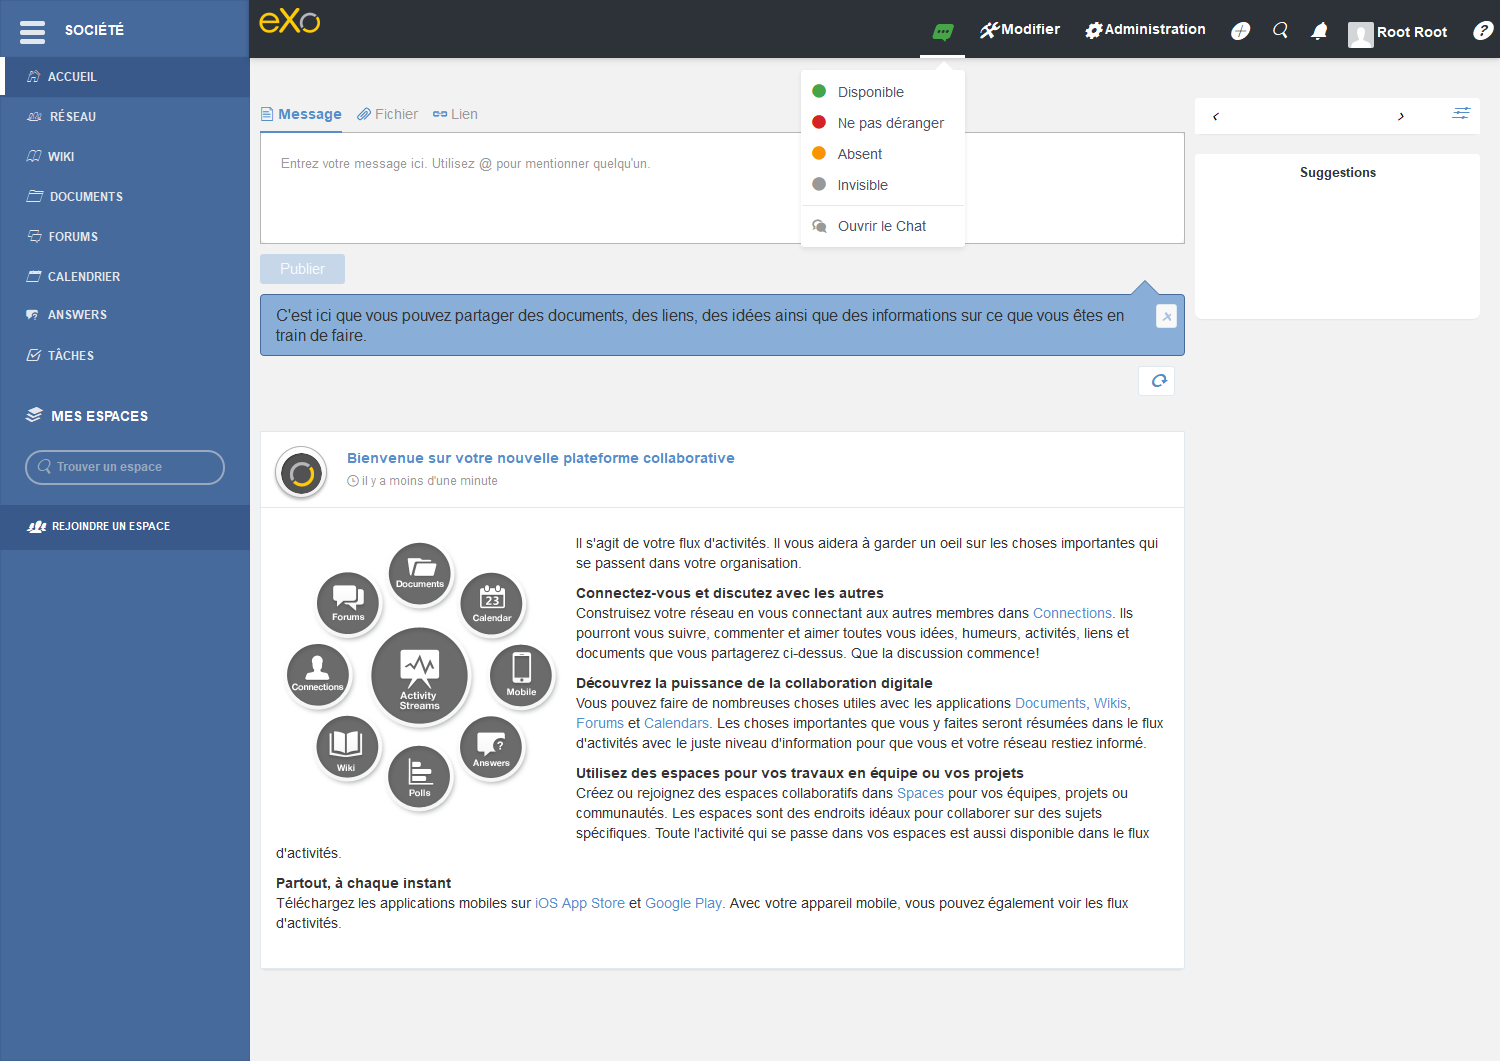 SOCIÉTÉ
eXo
Modifier
Administration
Root Root
?
ACCUEIL
RÉSEAU
WIKI
DOCUMENTS
FORUMS
CALENDRIER
ANSWERS
TÂCHES
MES ESPACES
Trouver un espace
REJOINDRE UN ESPACE
Disponible
Ne pas déranger
Absent
Invisible
Ouvrir le Chat
Message
Fichier
Lien
Entrez votre message ici. Utilisez @ pour mentionner quelqu'un.
Publier
C'est ici que vous pouvez partager des documents, des liens, des idées ainsi que des informations sur ce que vous êtes en
train de faire.
x
Suggestions
Bienvenue sur votre nouvelle plateforme collaborative
il y a moins d'une minute
Documents
Forums
23
Calendar
Connections
Activity
Streams
Mobile
Wiki
?
Answers
Polls
Il s'agit de votre flux d'activités. Il vous aidera à garder un oeil sur les choses importantes qui
se passent dans votre organisation.
Connectez-vous et discutez avec les autres
Construisez votre réseau en vous connectant aux autres membres dans Connections. Ils
pourront vous suivre, commenter et aimer toutes vous idées, humeurs, activités, liens et
documents que vous partagerez ci-dessus. Que la discussion commence!
Découvrez la puissance de la collaboration digitale
Vous pouvez faire de nombreuses choses utiles avec les applications Documents, Wikis,
Forums et Calendars. Les choses importantes que vous y faites seront résumées dans le flux
d'activités avec le juste niveau d'information pour que vous et votre réseau restiez informé.
Utilisez des espaces pour vos travaux en équipe ou vos projets
Créez ou rejoignez des espaces collaboratifs dans Spaces pour vos équipes, projets ou
communautés. Les espaces sont des endroits idéaux pour collaborer sur des sujets
spécifiques. Toute l'activité qui se passe dans vos espaces est aussi disponible dans le flux
d'activités.
Partout, à chaque instant
Téléchargez les applications mobiles sur iOS App Store et Google Play. Avec votre appareil mobile, vous pouvez également voir les flux
d'activités.